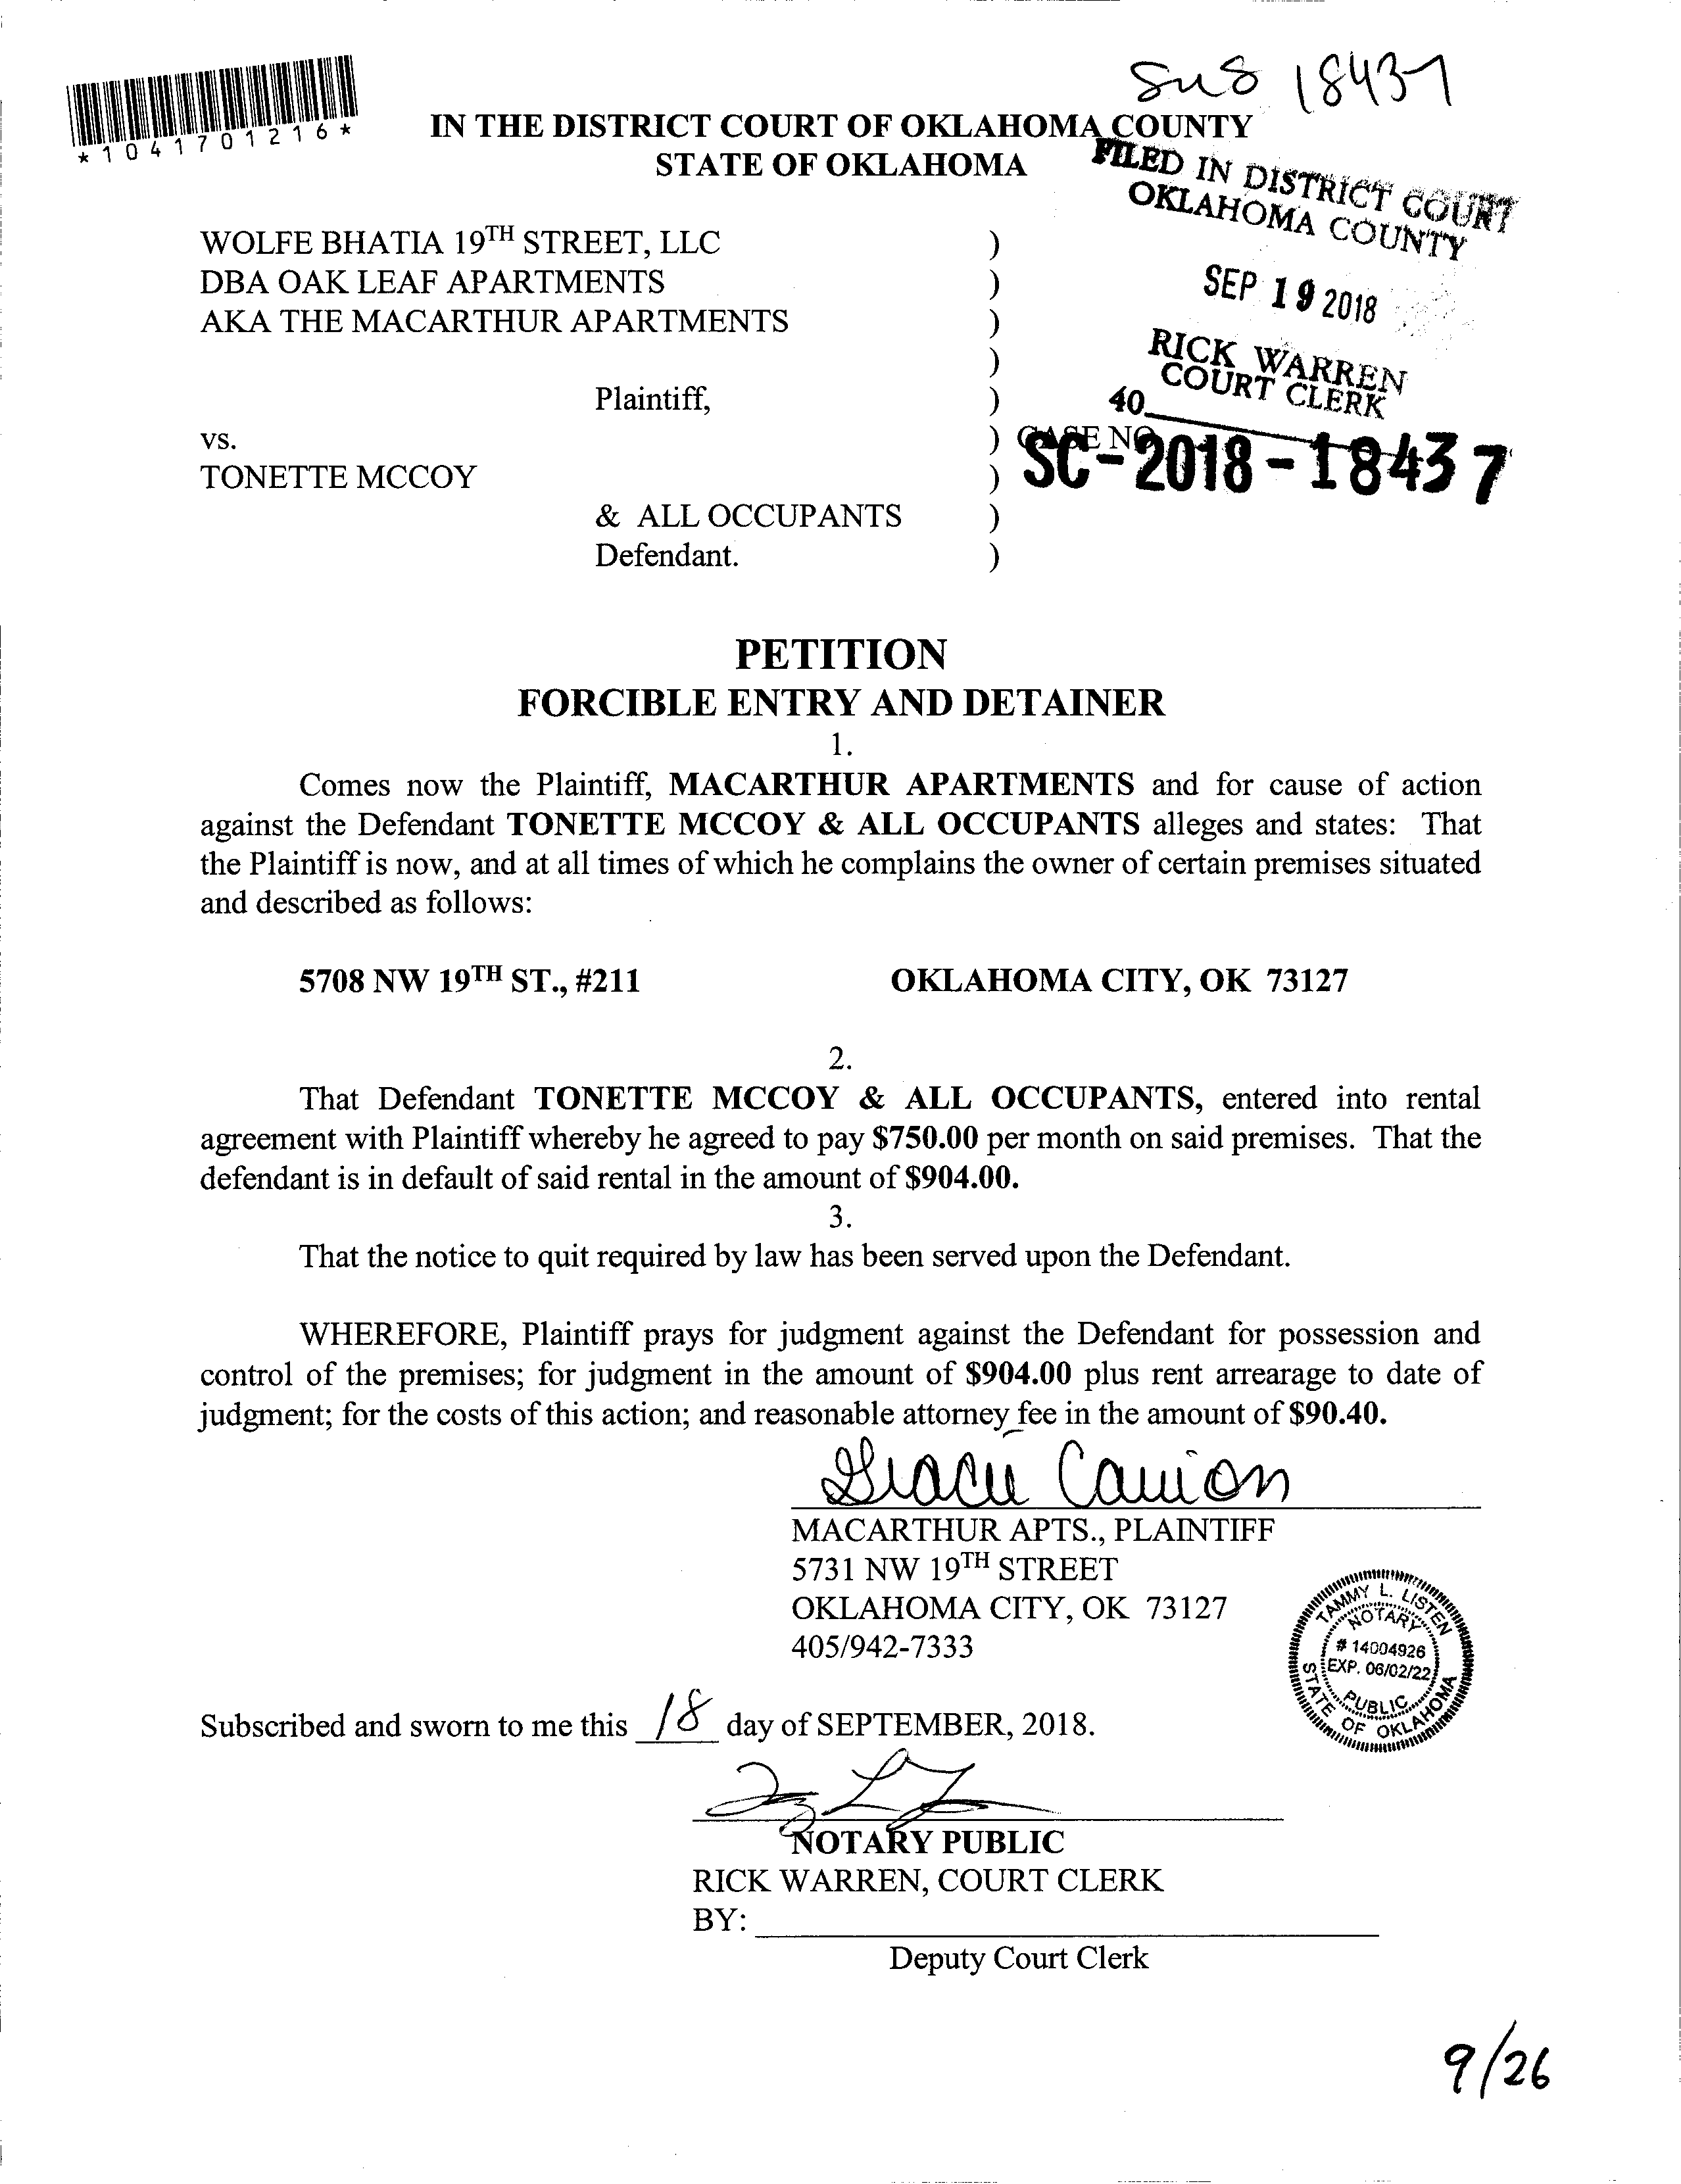 SMS 18437
*1041701216*
IN THE DISTRICT COURT OF OKLAHOMA COUNTY
STATE OF OKLAHOMA
FILED IN DISTRICT COURT
OKLAHOMA COUNTY
SEP 19 2018
RICK WARREN
COURT CLERK
40
WOLFE BHATIA 19TH STREET, LLC )
DBA OAK LEAF APARTMENTS )
AKA THE MACARTHUR APARTMENTS )
)
Plaintiff, )
vs. ) CASE NO
SC-2018-18437
TONETTE MCCOY )
& ALL OCCUPANTS )
Defendant. )
PETITION
FORCIBLE ENTRY AND DETAINER
1.
Comes now the Plaintiff, MACARTHUR APARTMENTS and for cause of action
against the Defendant TONETTE MCCOY & ALL OCCUPANTS alleges and states: That
the Plaintiff is now, and at all times of which he complains the owner of certain premises situated
and described as follows:
5708 NW 19TH ST., #211 OKLAHOMA CITY, OK 73127
2.
That Defendant TONETTE MCCOY & ALL OCCUPANTS, entered into rental
agreement with Plaintiff whereby he agreed to pay $750.00 per month on said premises. That the
defendant is in default of said rental in the amount of $904.00.
3.
That the notice to quit required by law has been served upon the Defendant.
WHEREFORE, Plaintiff prays for judgment against the Defendant for possession and
control of the premises; for judgment in the amount of $904.00 plus rent arrearage to date of
judgment; for the costs of this action; and reasonable attorney fee in the amount of $90.40.
MACARTHUR APTS., PLAINTIFF
5731 NW 19TH STREET
OKLAHOMA CITY, OK 73127
405/942-7333
TAMMY L. LISTEN
NOTARY
# 14004926
EXP. 06/02/22
PUBLIC
STATE OF OKLAHOMA
Subscribed and sworn to me this 18 day of SEPTEMBER, 2018.
NOTARY PUBLIC
RICK WARREN, COURT CLERK
BY:
Deputy Court Clerk
9/26